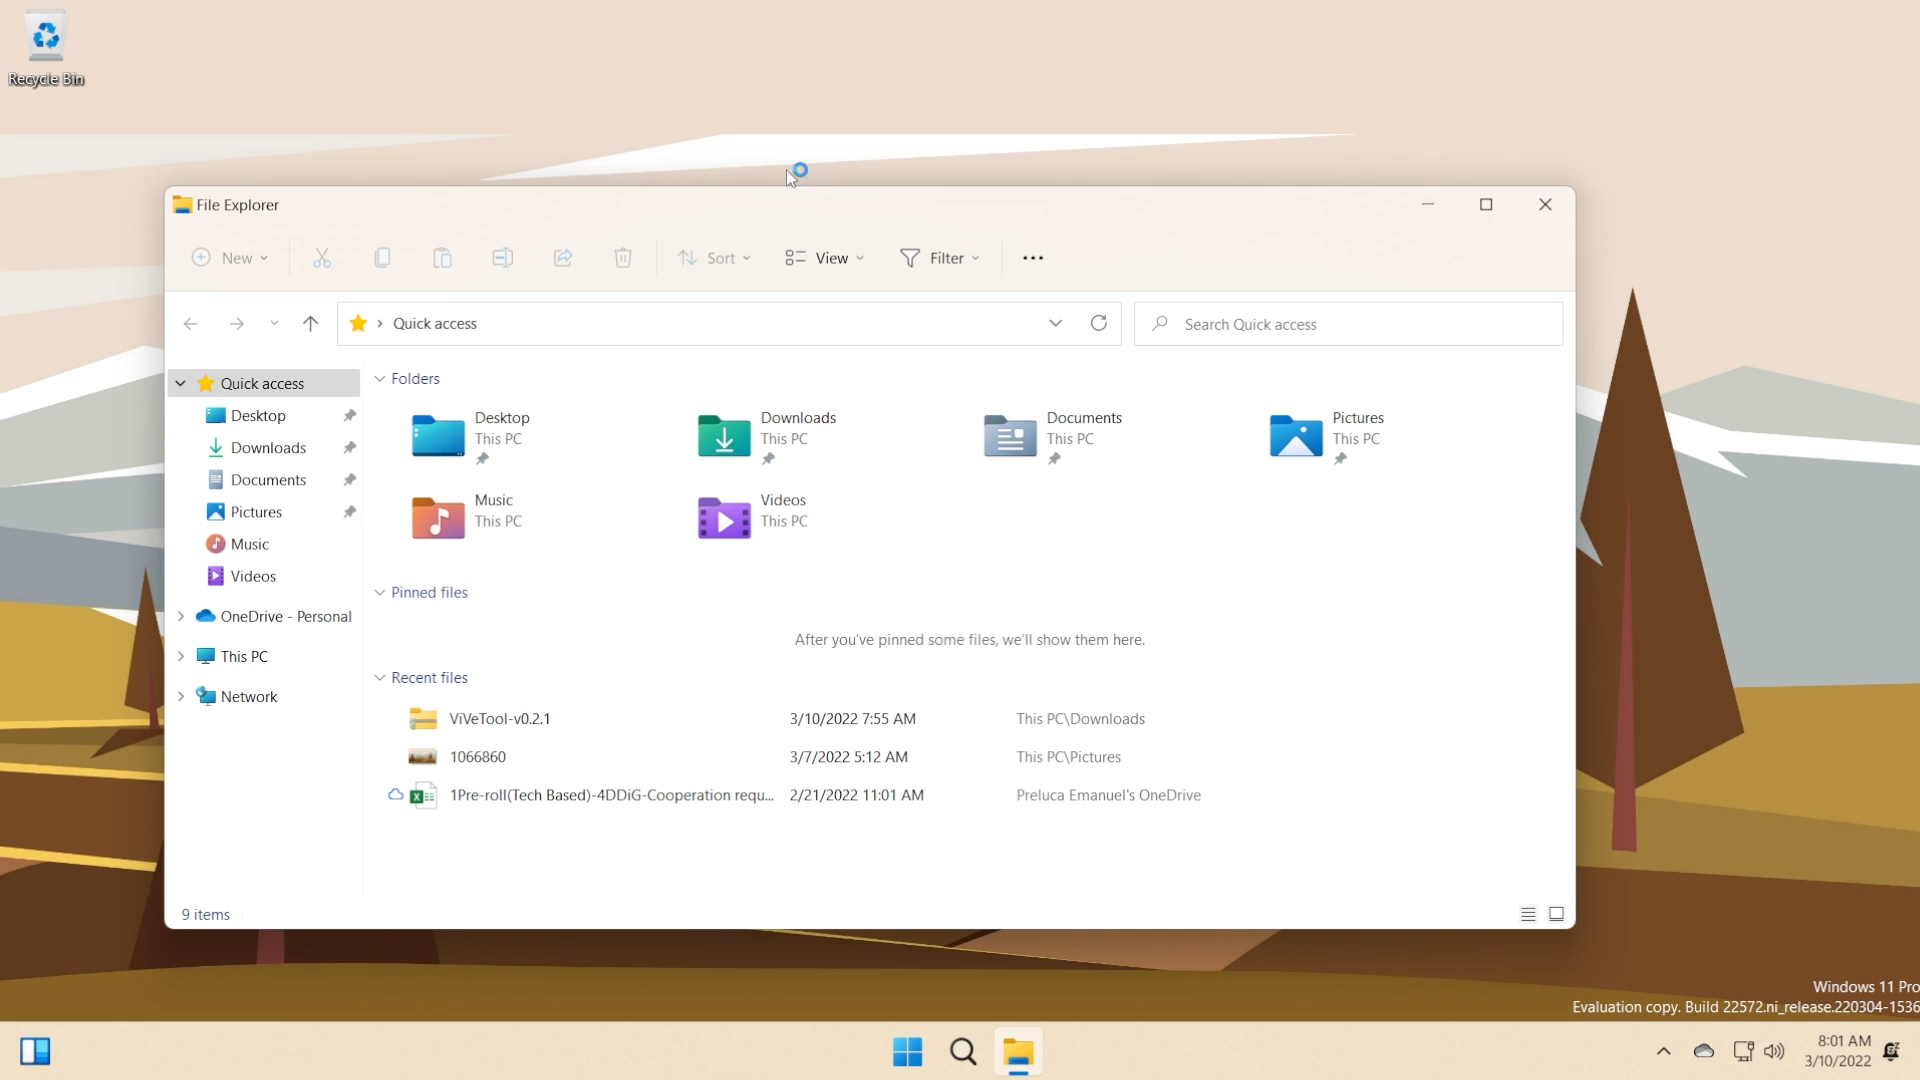 Recycle Bin
File Explorer
New
Sort
View
Filter
Quick access
Search Quick access
Quick access
Desktop
Downloads
Documents
Pictures
Music
Videos
OneDrive - Personal
This PC
Network
Folders
Desktop
This PC
Downloads
This PC
Documents
This PC
Pictures
This PC
Music
This PC
Videos
This PC
Pinned files
After you've pinned some files, we'll show them here.
Recent files
ViVeTool-v0.2.1 3/10/2022 7:55 AM This PC\Downloads
1066860 3/7/2022 5:12 AM This PC\Pictures
1Pre-roll(Tech Based)-4DDiG-Cooperation requ... 2/21/2022 11:01 AM Preluca Emanuel's OneDrive
9 items
Windows 11 Pro
Evaluation copy. Build 22572.ni_release.220304-1536
8:01 AM
3/10/2022